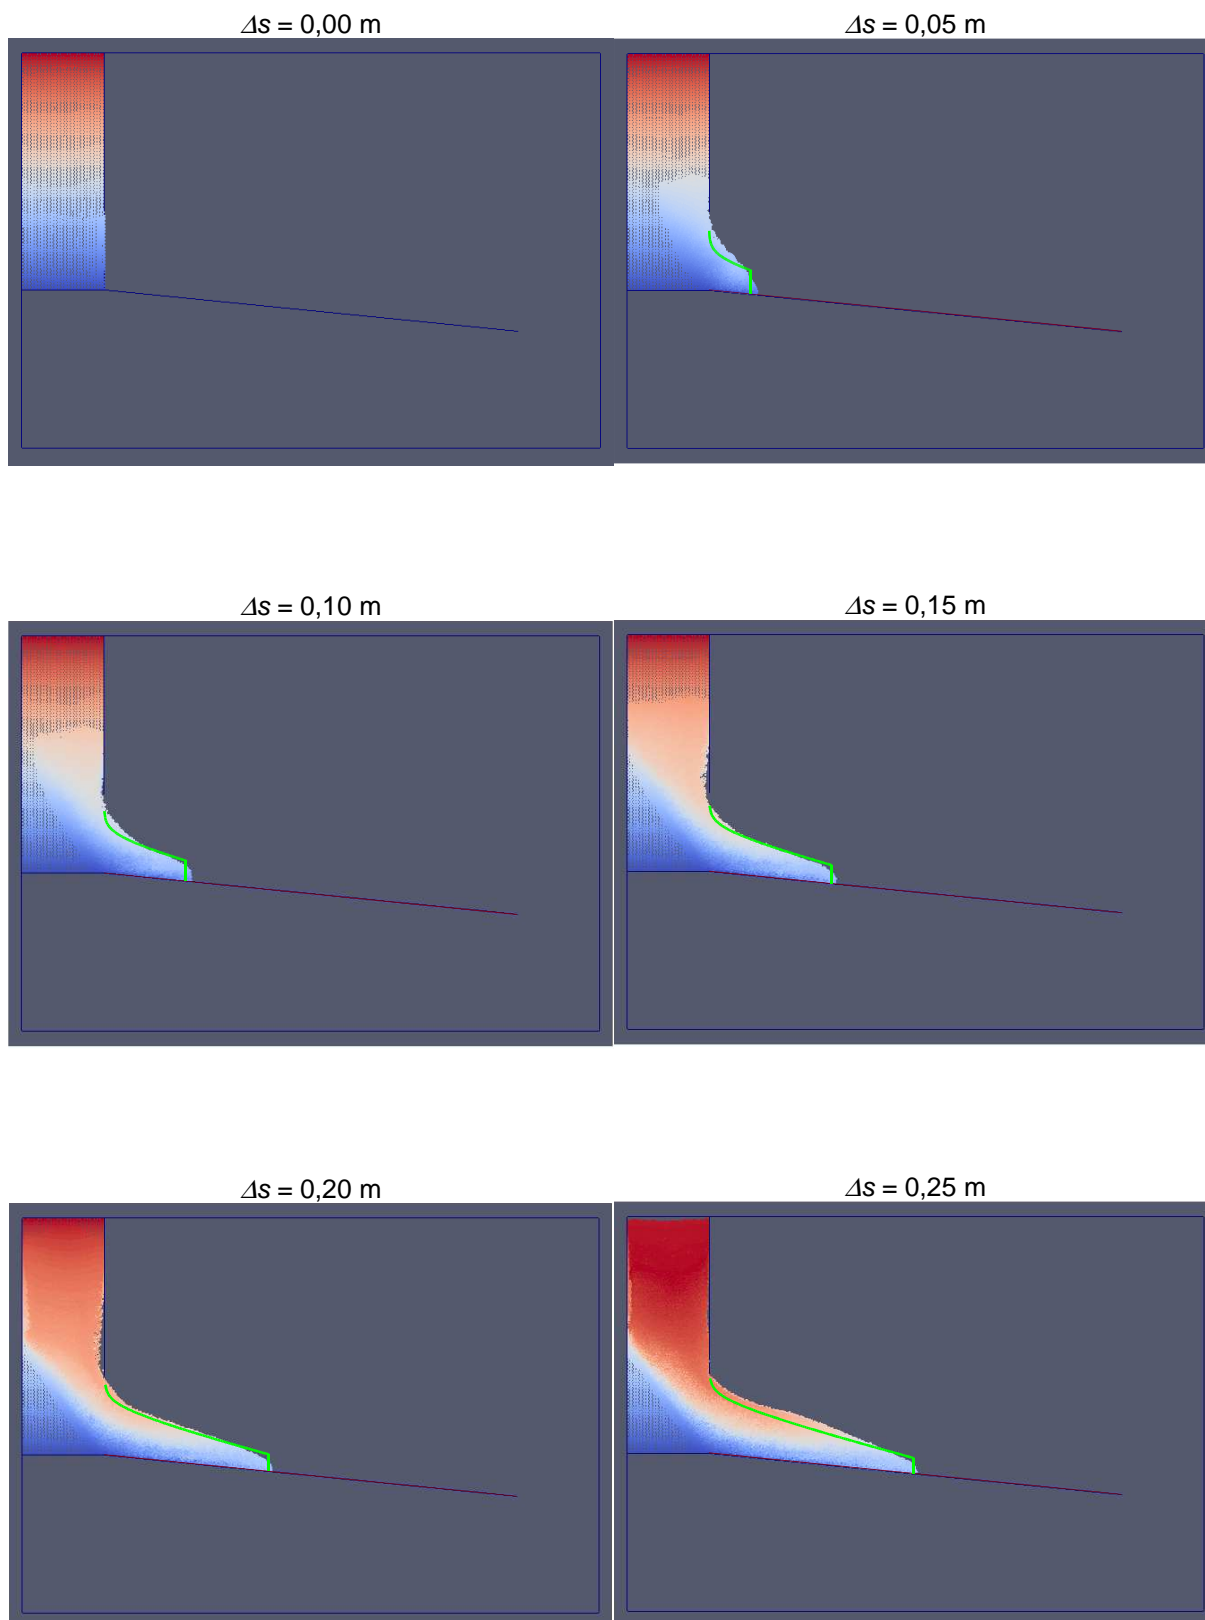 Δs = 0,00 m
Δs = 0,05 m
Δs = 0,10 m
Δs = 0,15 m
Δs = 0,20 m
Δs = 0,25 m